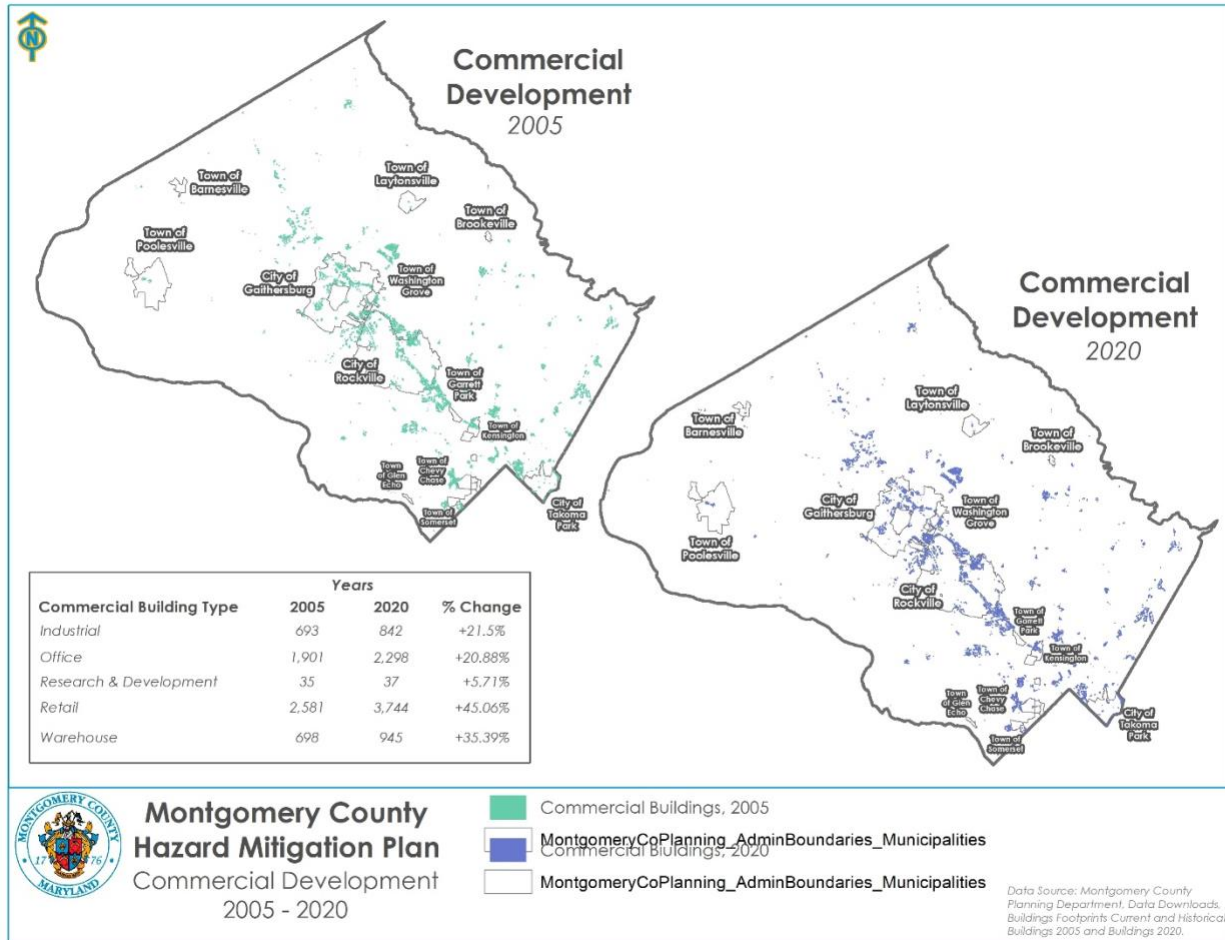 Commercial
Development
2005
Town of
Barnesville
Town of
Laytonsville
Town of
Brookeville
Town of
Poolesville
City of
Gaithersburg
Town of
Washington
Grove
City of
Rockville
Town of
Garrett
Park
Town of
Kensington
Town
of Glen
Echo
Town of
Chevy
Chase
Town of
Somerset
City of
Takoma
Park
Commercial
Development
2020
Town of
Barnesville
Town of
Laytonsville
Town of
Brookeville
Town of
Poolesville
City of
Gaithersburg
Town of
Washington
Grove
City of
Rockville
Town of
Garrett
Park
Town of
Kensington
Town
of Glen
Echo
Town of
Chevy
Chase
Town of
Somerset
City of
Takoma
Park
Years
Commercial Building Type 2005 2020 % Change
Industrial 693 842 +21.5%
Office 1,901 2,298 +20.88%
Research & Development 35 37 +5.71%
Retail 2,581 3,744 +45.06%
Warehouse 698 945 +35.39%
MONTGOMERY COUNTY
17 76
MARYLAND
Montgomery County
Hazard Mitigation Plan
Commercial Development
2005 - 2020
Commercial Buildings, 2005
MontgomeryCoPlanning_AdminBoundaries_Municipalities
Commercial Buildings, 2020
MontgomeryCoPlanning_AdminBoundaries_Municipalities
Data Source: Montgomery County
Planning Department, Data Downloads,
Buildings Footprints Current and Historical
Buildings 2005 and Buildings 2020.